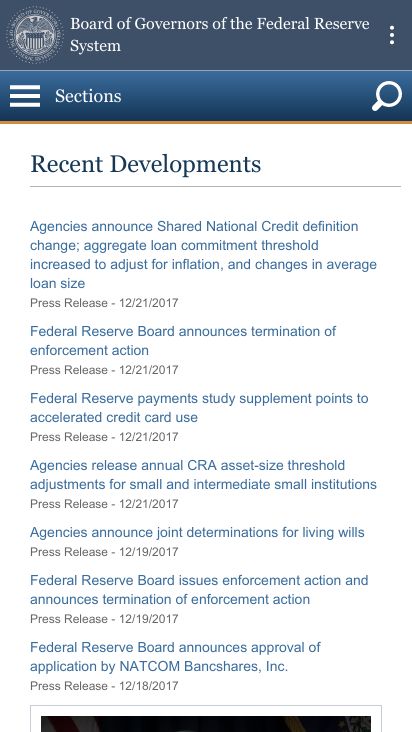 Board of Governors of the Federal Reserve
System
Sections
Recent Developments
Agencies announce Shared National Credit definition
change; aggregate loan commitment threshold
increased to adjust for inflation, and changes in average
loan size
Press Release - 12/21/2017
Federal Reserve Board announces termination of
enforcement action
Press Release - 12/21/2017
Federal Reserve payments study supplement points to
accelerated credit card use
Press Release - 12/21/2017
Agencies release annual CRA asset-size threshold
adjustments for small and intermediate small institutions
Press Release - 12/21/2017
Agencies announce joint determinations for living wills
Press Release - 12/19/2017
Federal Reserve Board issues enforcement action and
announces termination of enforcement action
Press Release - 12/19/2017
Federal Reserve Board announces approval of
application by NATCOM Bancshares, Inc.
Press Release - 12/18/2017